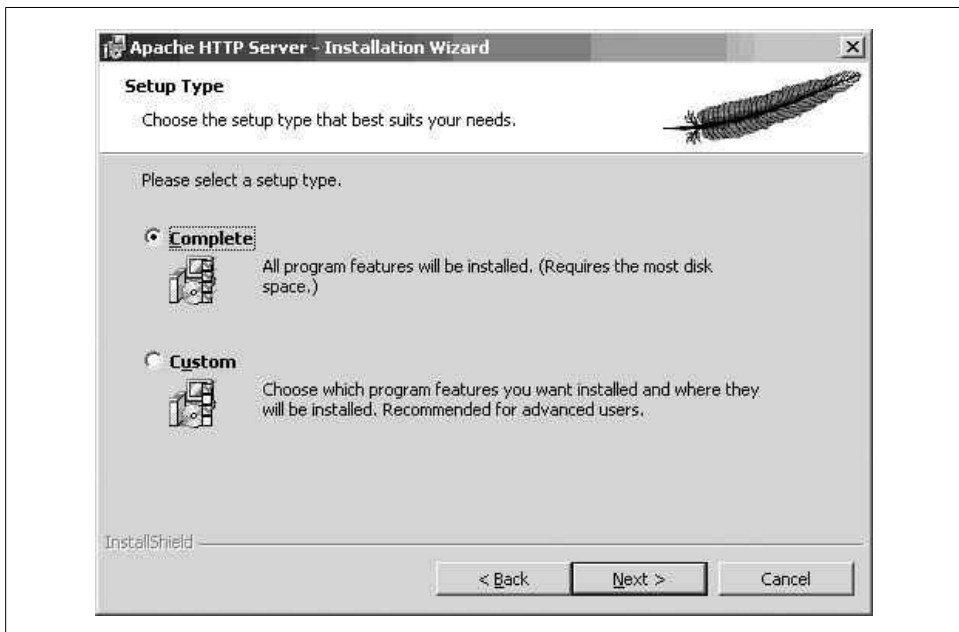 Apache HTTP Server - Installation Wizard
Setup Type
Choose the setup type that best suits your needs.
Please select a setup type.
Complete
All program features will be installed. (Requires the most disk
space.)
Custom
Choose which program features you want installed and where they
will be installed. Recommended for advanced users.
InstallShield
< Back
Next >
Cancel